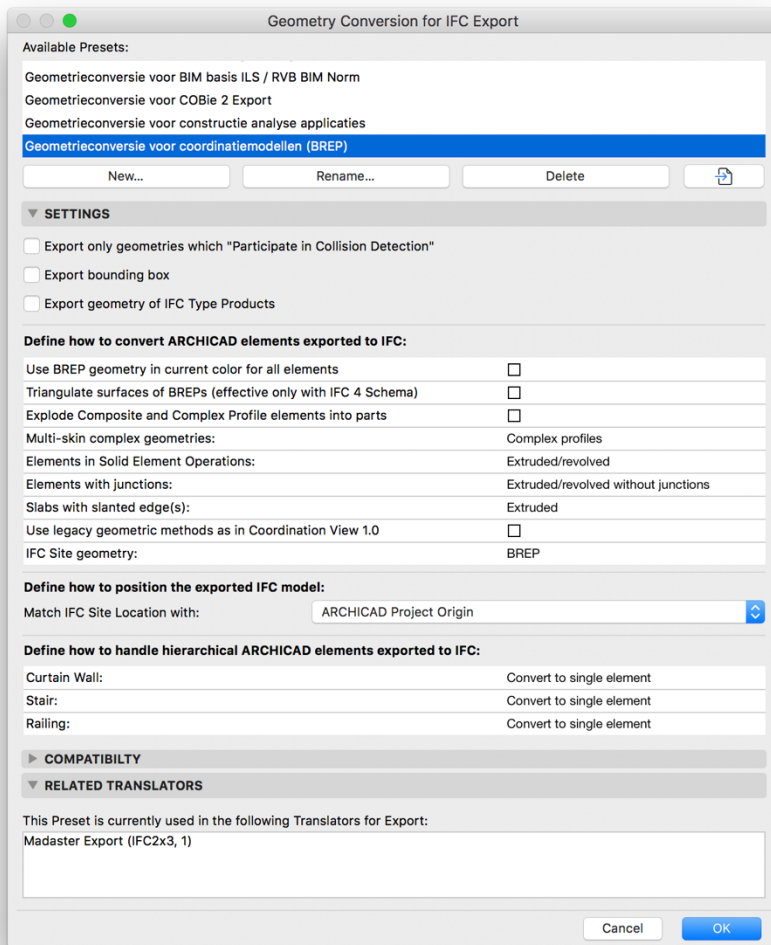 Geometry Conversion for IFC Export
Available Presets:
Geometrieconversie voor BIM basis ILS / RVB BIM Norm
Geometrieconversie voor COBie 2 Export
Geometrieconversie voor constructie analyse applicaties
Geometrieconversie voor coordinatiemodellen (BREP)
New... Rename... Delete
SETTINGS
Export only geometries which "Participate in Collision Detection"
Export bounding box
Export geometry of IFC Type Products
Define how to convert ARCHICAD elements exported to IFC:
Use BREP geometry in current color for all elements
Triangulate surfaces of BREPs (effective only with IFC 4 Schema)
Explode Composite and Complex Profile elements into parts
Multi-skin complex geometries: Complex profiles
Elements in Solid Element Operations: Extruded/revolved
Elements with junctions: Extruded/revolved without junctions
Slabs with slanted edge(s): Extruded
Use legacy geometric methods as in Coordination View 1.0
IFC Site geometry: BREP
Define how to position the exported IFC model:
Match IFC Site Location with: ARCHICAD Project Origin
Define how to handle hierarchical ARCHICAD elements exported to IFC:
Curtain Wall: Convert to single element
Stair: Convert to single element
Railing: Convert to single element
COMPATIBILTY
RELATED TRANSLATORS
This Preset is currently used in the following Translators for Export:
Madaster Export (IFC2x3, 1)
Cancel OK